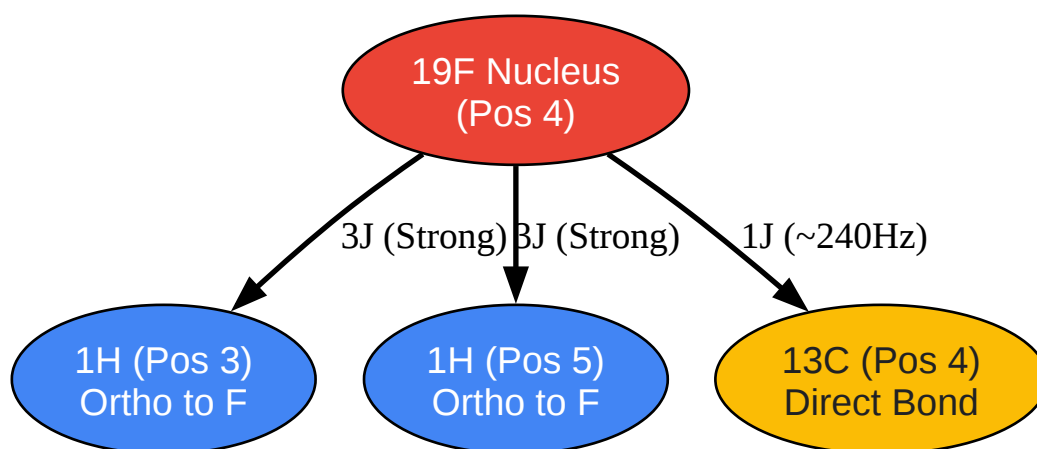 19F Nucleus
(Pos 4)
3J (Strong)
3J (Strong)
1J (~240Hz)
1H (Pos 3)
Ortho to F
1H (Pos 5)
Ortho to F
13C (Pos 4)
Direct Bond